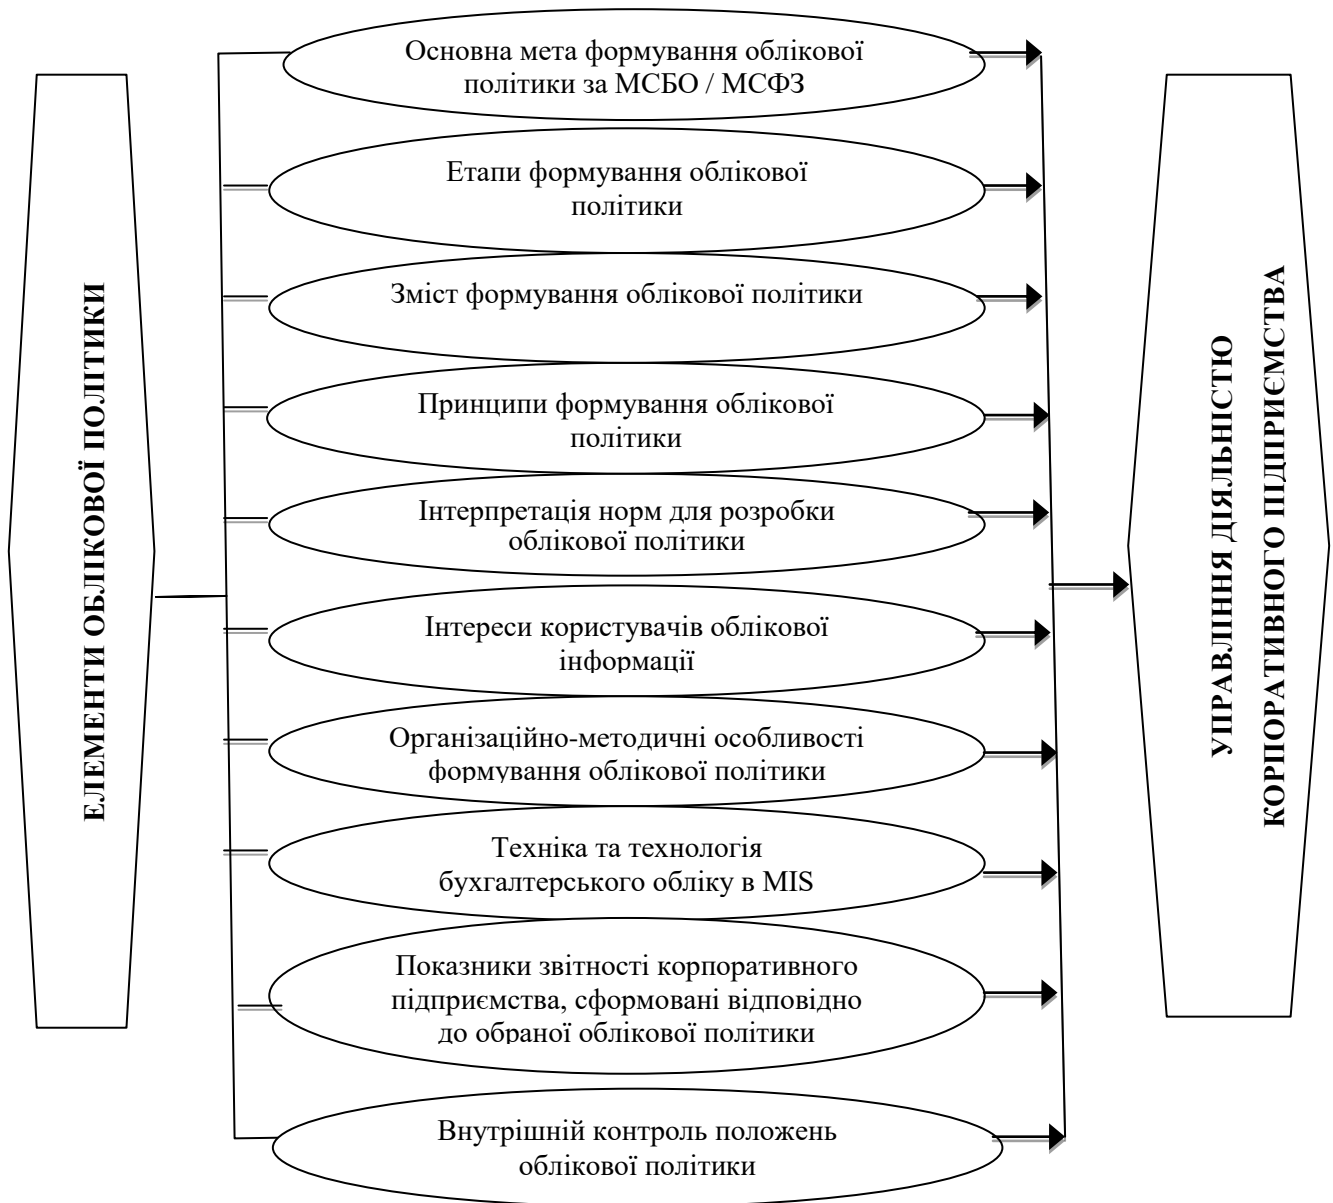 ЕЛЕМЕНТИ ОБЛІКОВОЇ ПОЛІТИКИ
Основна мета формування облікової
політики за МСБО / МСФЗ
Етапи формування облікової
політики
Зміст формування облікової політики
Принципи формування облікової
політики
Інтерпретація норм для розробки
облікової політики
Інтереси користувачів облікової
інформації
Організаційно-методичні особливості
формування облікової політики
Техніка та технологія
бухгалтерського обліку в MIS
Показники звітності корпоративного
підприємства, сформовані відповідно
до обраної облікової політики
Внутрішній контроль положень
облікової політики
УПРАВЛІННЯ ДІЯЛЬНІСТЮ
КОРПОРАТИВНОГО ПІДПРИЄМСТВА